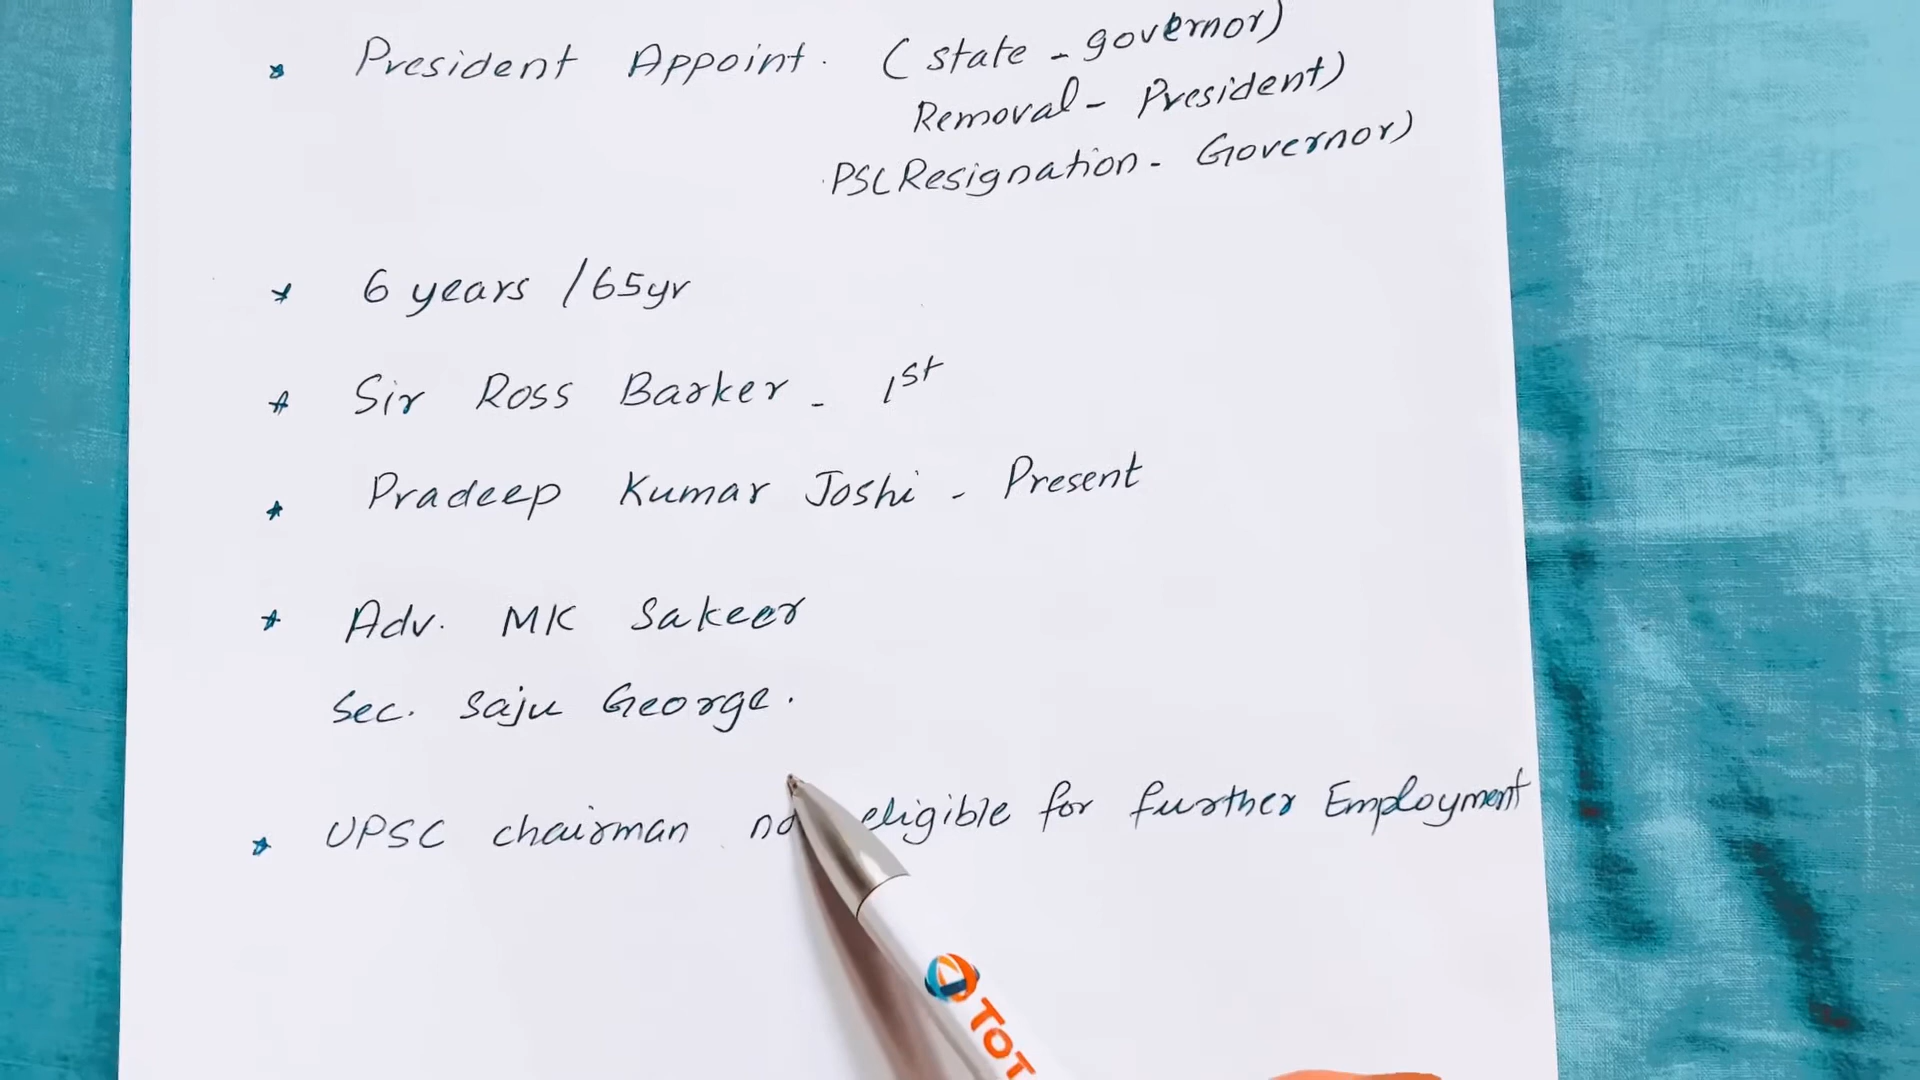 * President Appoint. (state - governor)
Removal - President)
PSC Resignation - Governor)
* 6 years / 65yr
* Sir Ross Barker - 1st
* Pradeep Kumar Joshi - Present
* Adv. MK Sakeer
Sec. Saju George.
* UPSC chairman eligible for further Employment